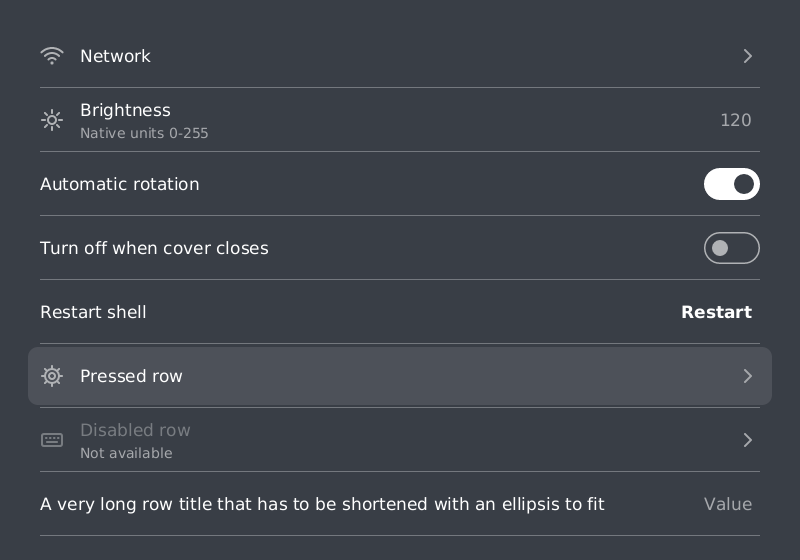 Network
Brightness
Native units 0-255
120
Automatic rotation
Turn off when cover closes
Restart shell
Restart
Pressed row
Disabled row
Not available
A very long row title that has to be shortened with an ellipsis to fit
Value